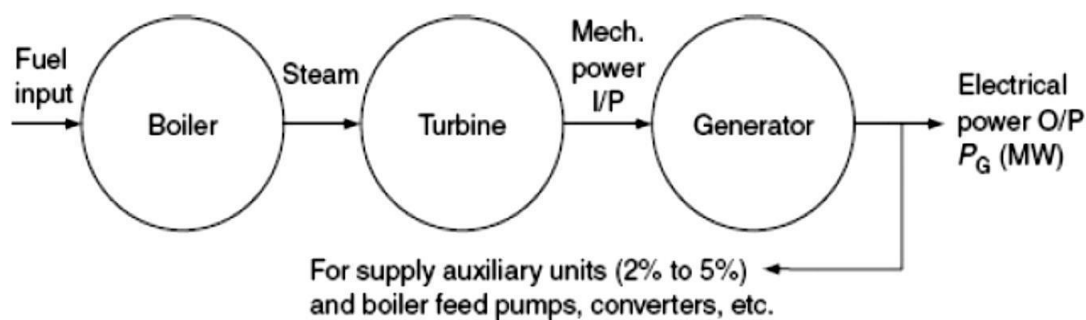 Fuel
input
Boiler
Steam
Turbine
Mech.
power
I/P
Generator
Electrical
power O/P
P_G (MW)
For supply auxiliary units (2% to 5%)
and boiler feed pumps, converters, etc.